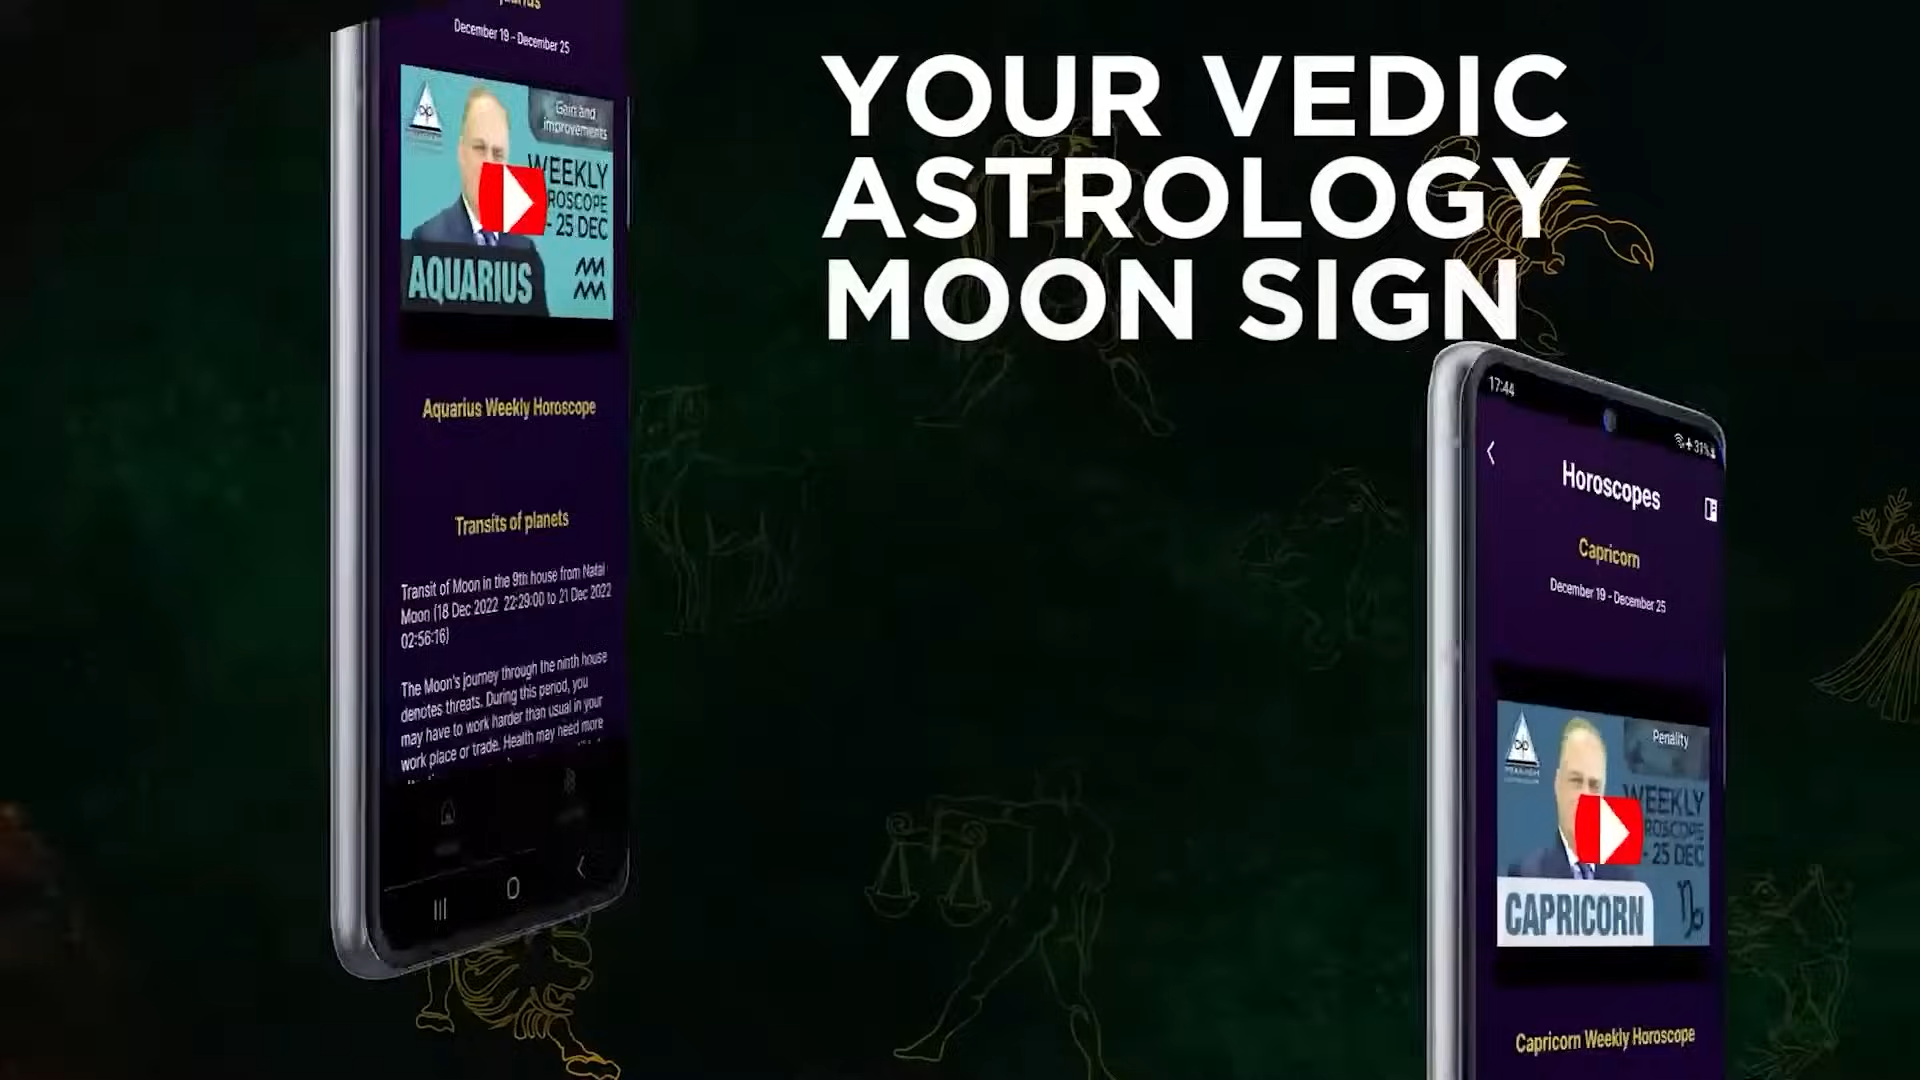 YOUR VEDIC
ASTROLOGY
MOON SIGN
December 19 - December 25
Gain and
improvements
WEEKLY
ROSCOPE
- 25 DEC
AQUARIUS
Aquarius Weekly Horoscope
Transits of planets
Transit of Moon in the 9th house from Natal
Moon (18 Dec 2022 22:29:00 to 21 Dec 2022
02:56:16)
The Moon's journey through the ninth house
denotes threats. During this period, you
may have to work harder than usual in your
work place or trade. Health may need more
17:44
31%
Horoscopes
Capricorn
December 19 - December 25
Penality
WEEKLY
ROSCOPE
- 25 DEC
CAPRICORN
Capricorn Weekly Horoscope